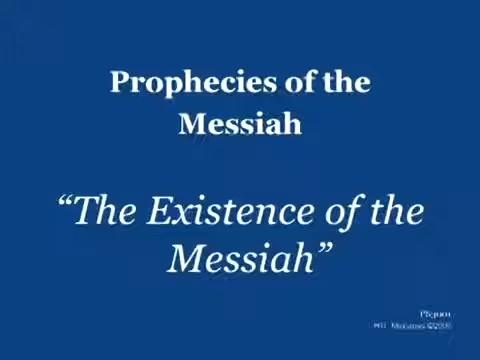 Prophecies of the
Messiah
“The Existence of the
Messiah”